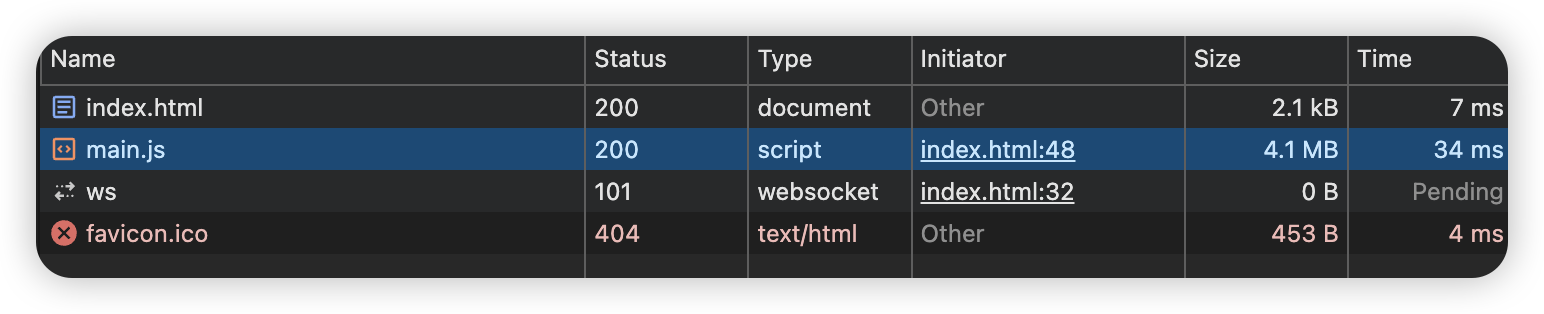 Name Status Type Initiator Size Time
index.html 200 document Other 2.1 kB 7 ms
main.js 200 script index.html:48 4.1 MB 34 ms
ws 101 websocket index.html:32 0 B Pending
favicon.ico 404 text/html Other 453 B 4 ms